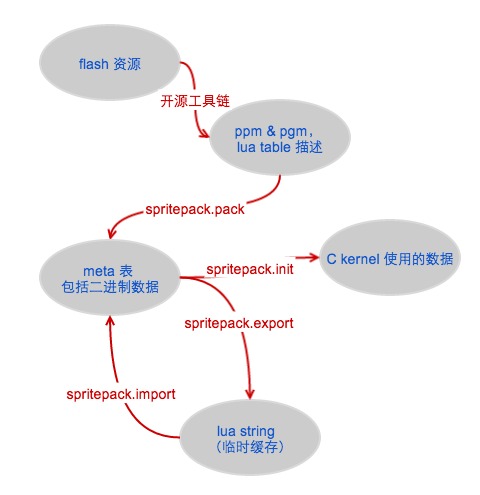 flash 资源
开源工具链
ppm & pgm，
lua table 描述
spritepack.pack
meta 表
包括二进制数据
spritepack.init
C kernel 使用的数据
spritepack.export
spritepack.import
lua string
（临时缓存）